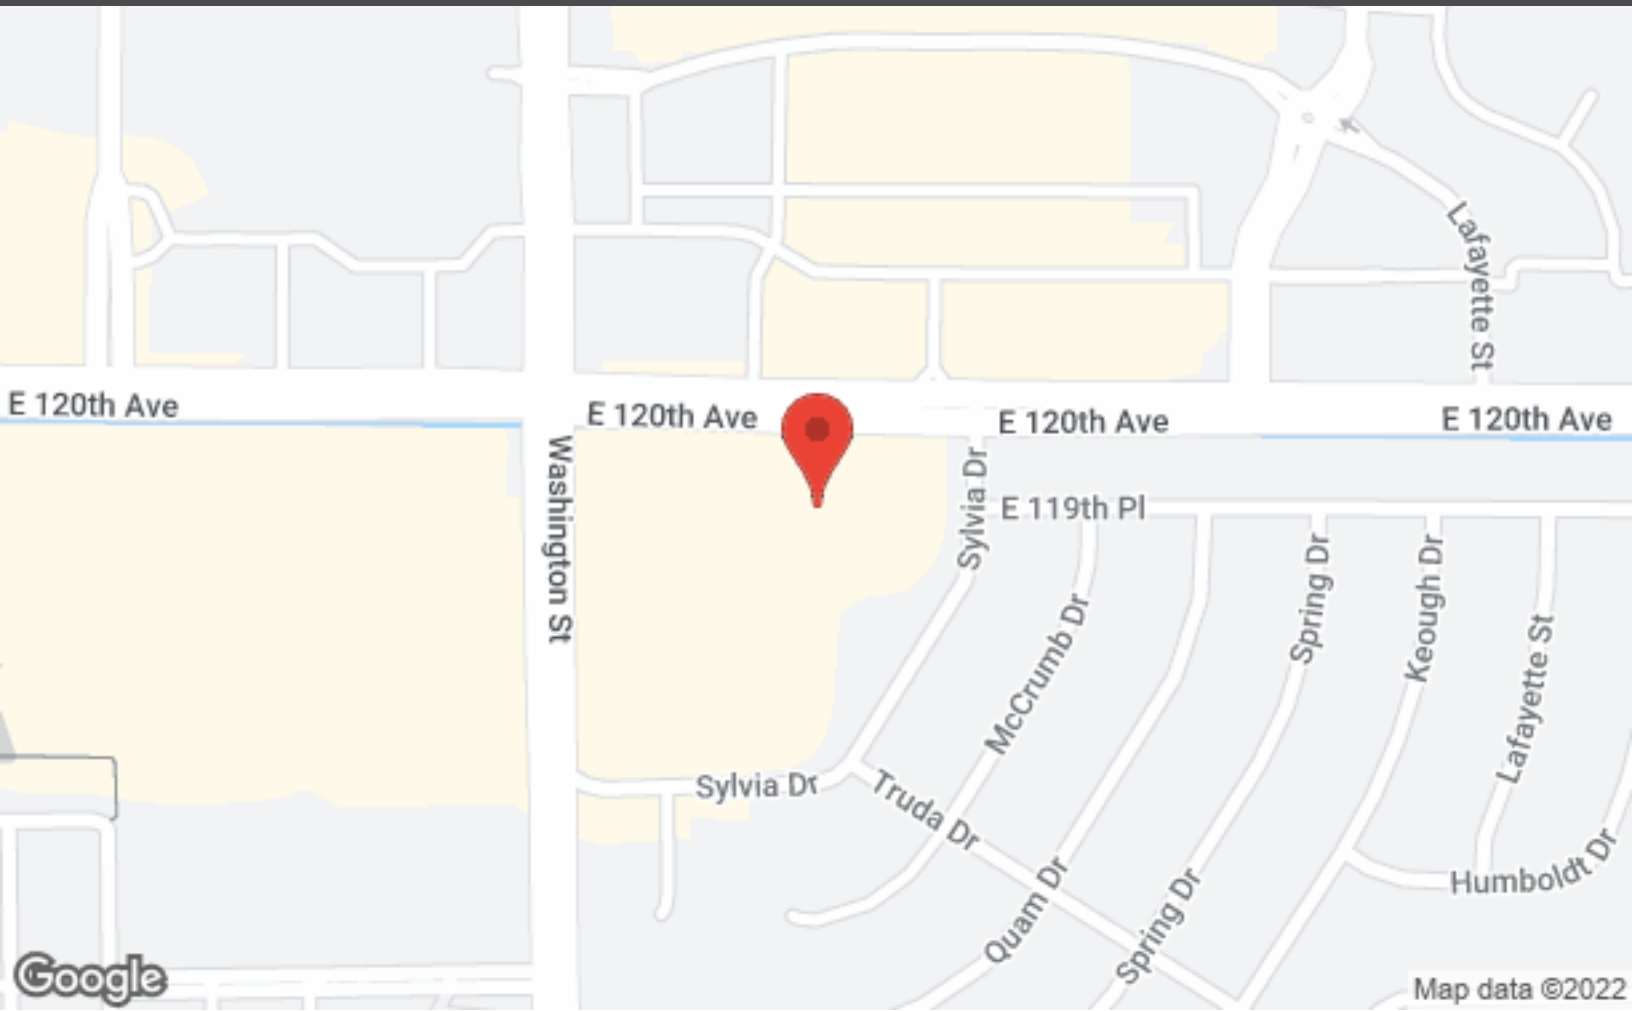 Lafayette St
E 120th Ave
E 120th Ave
E 120th Ave
E 120th Ave
Washington St
Sylvia Dr
E 119th Pl
Spring Dr
Keough Dr
McCrumb Dr
Lafayette St
Sylvia Dr
Truda Dr
Quam Dr
Spring Dr
Humboldt Dr
Google
Map data ©2022